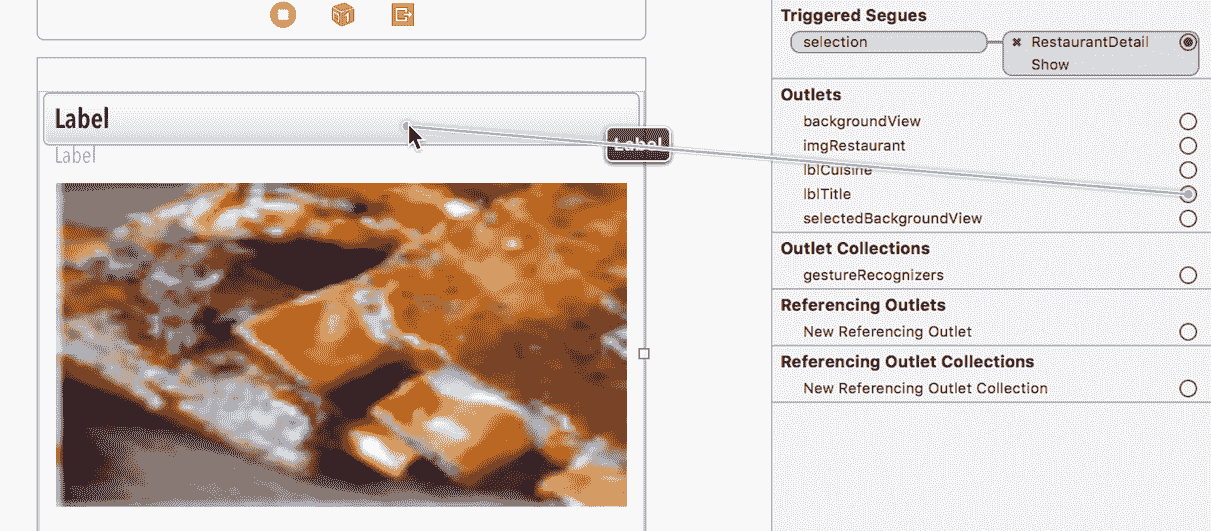 Label
Label
Label
Triggered Segues
selection
RestaurantDetail
Show
Outlets
backgroundView
imgRestaurant
lblCuisine
lblTitle
selectedBackgroundView
Outlet Collections
gestureRecognizers
Referencing Outlets
New Referencing Outlet
Referencing Outlet Collections
New Referencing Outlet Collection